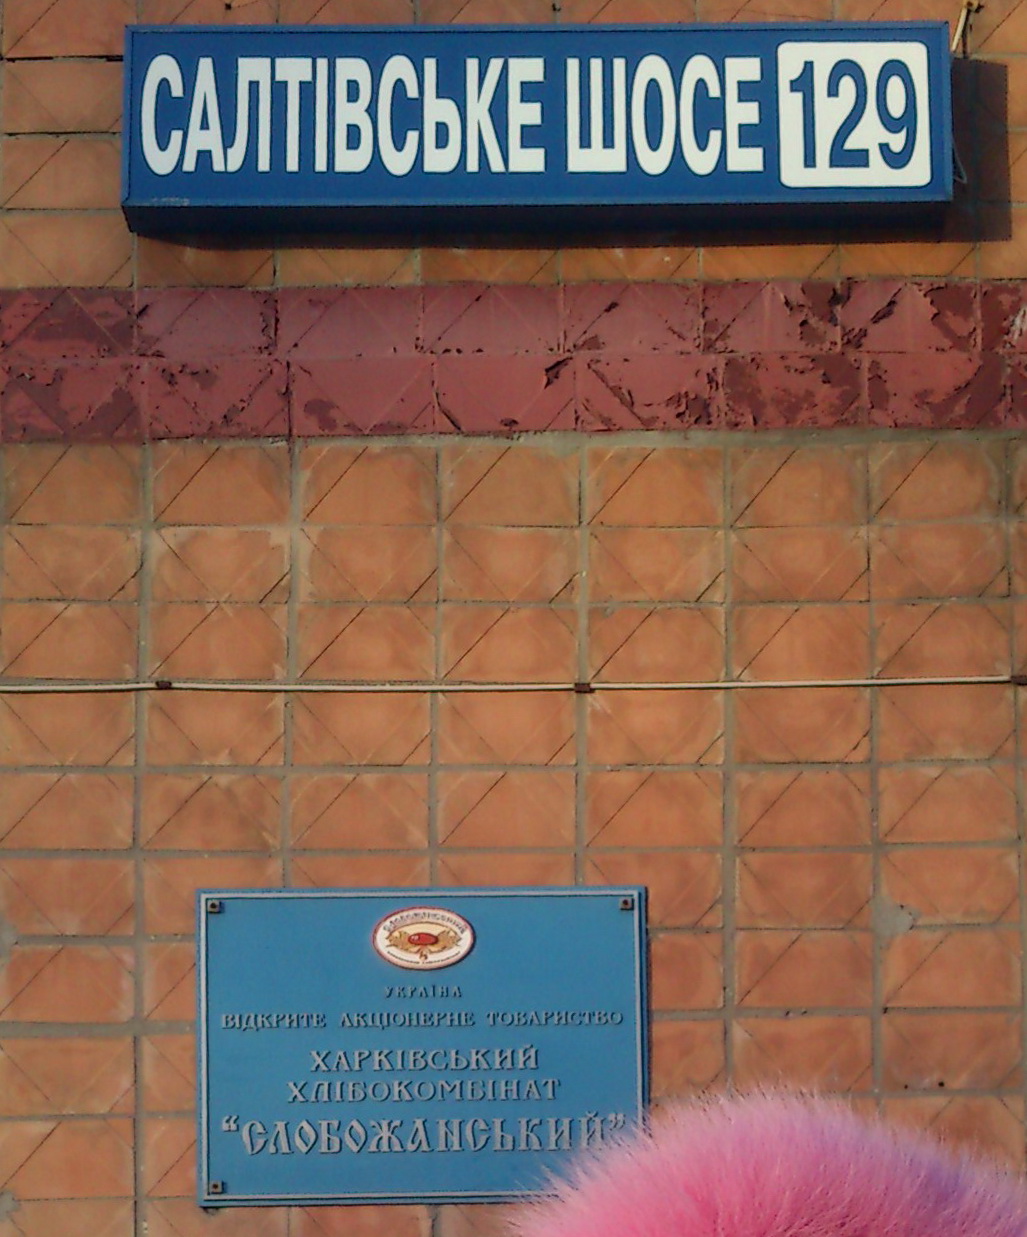 САЛТІВСЬКЕ ШОСЕ 129
УКРАЇНА
ВІДКРИТЕ АКЦІОНЕРНЕ ТОВАРИСТВО
ХАРКІВСЬКИЙ
ХЛІБОКОМБІНАТ
“СЛОБОЖАНСЬКИЙ”